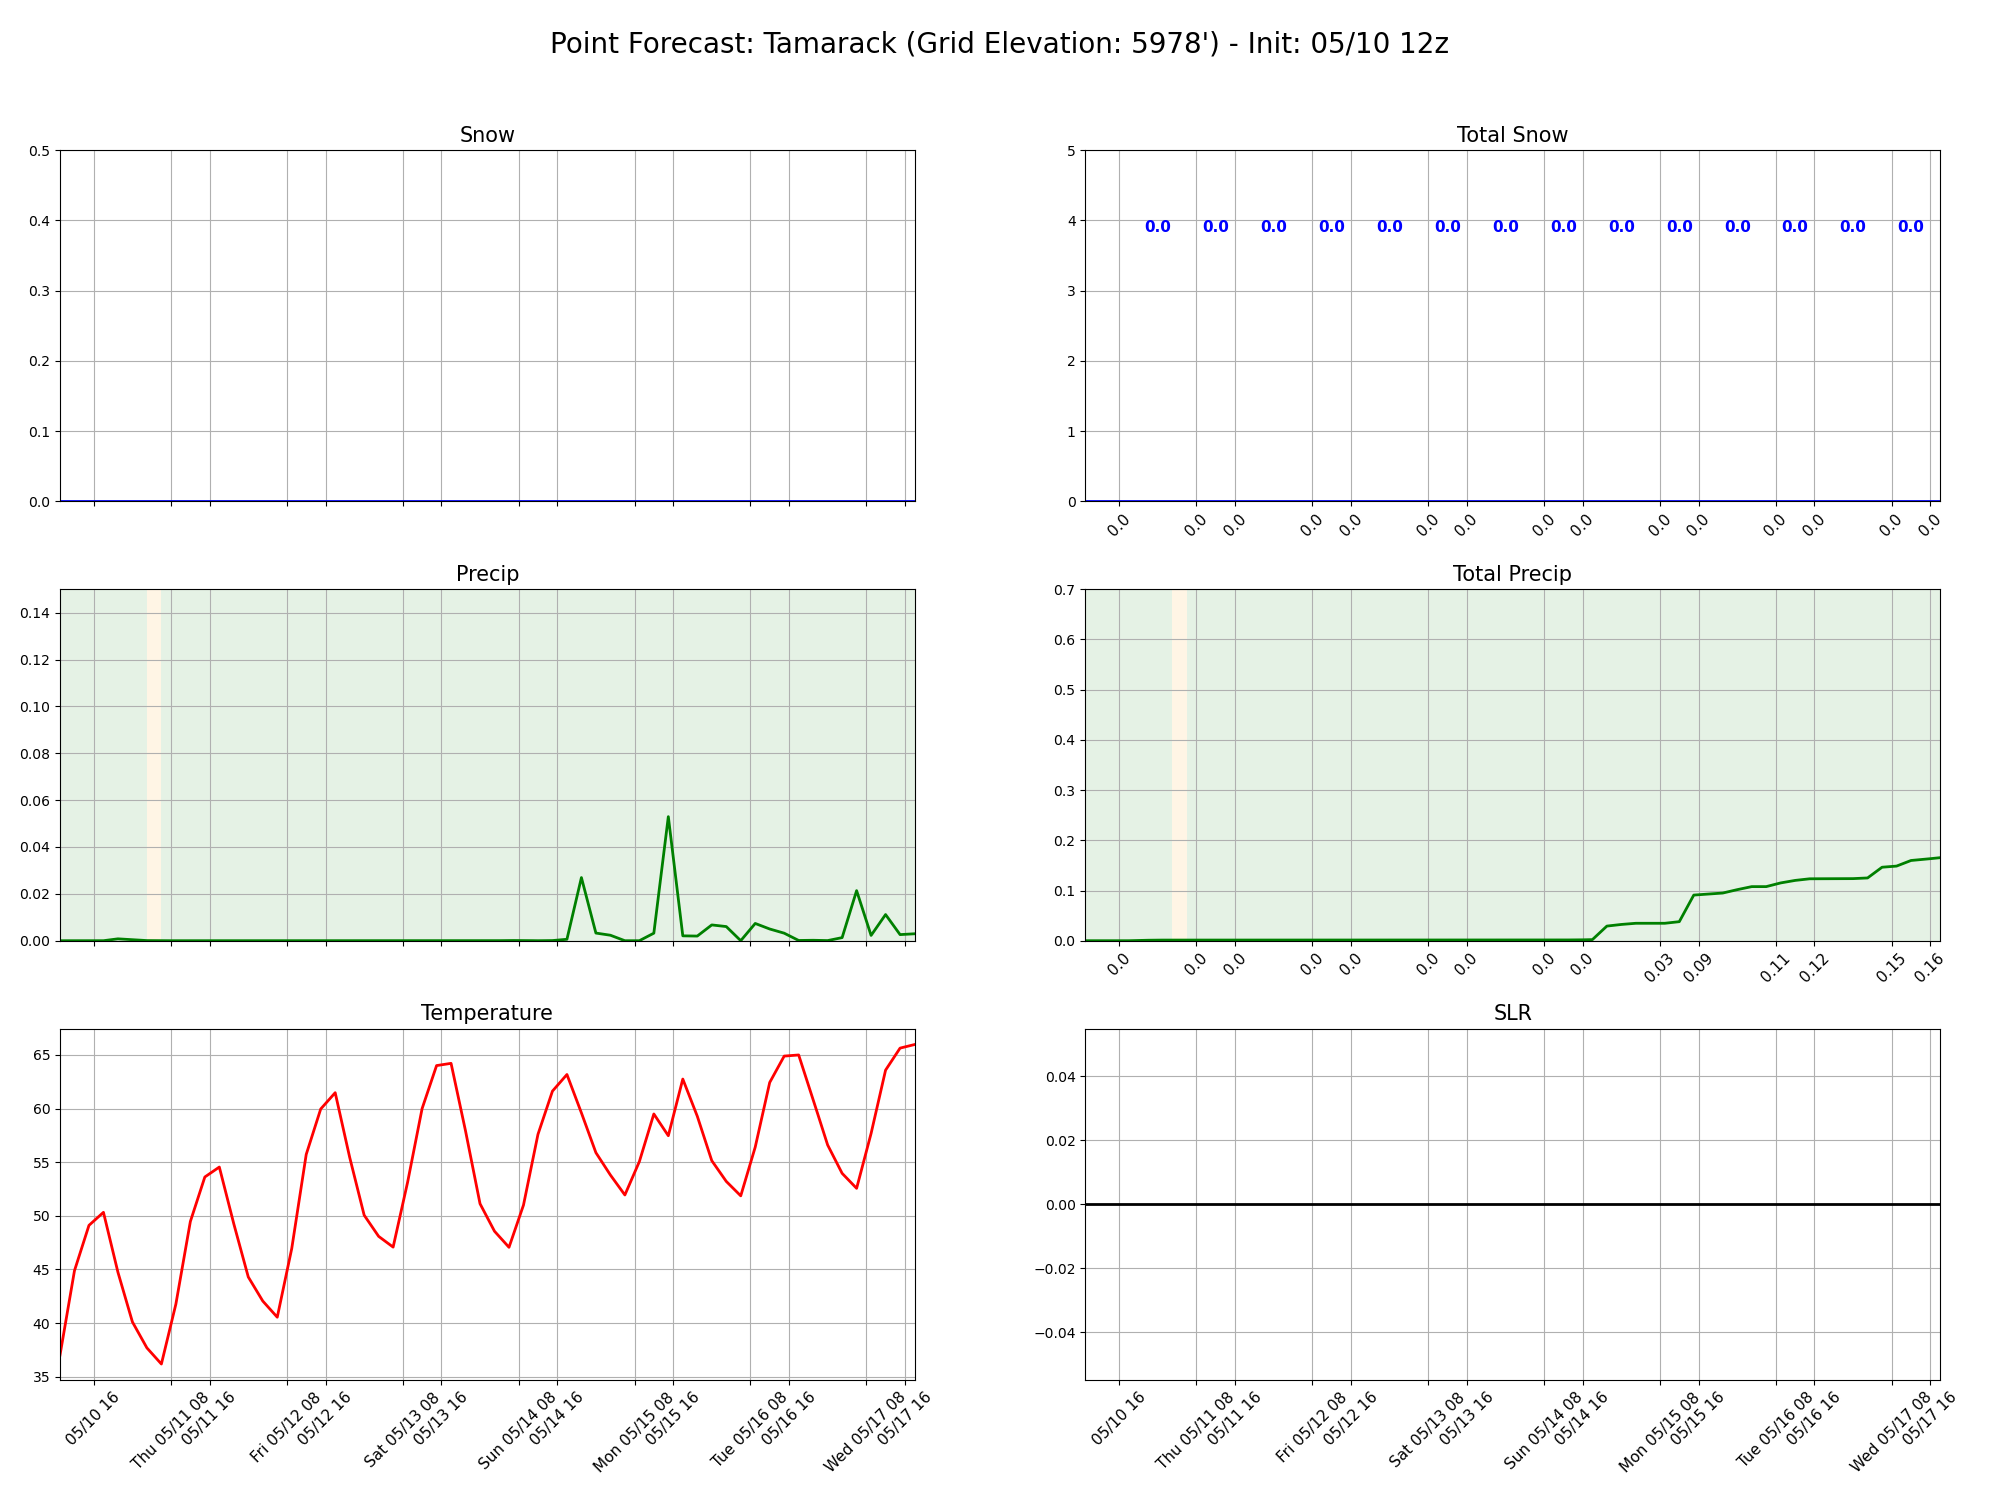 Point Forecast: Tamarack (Grid Elevation: 5978') - Init: 05/10 12z
Snow
0.5
0.4
0.3
0.2
0.1
0.0
Total Snow
5
4
3
2
1
0
0.0 0.0 0.0 0.0 0.0 0.0 0.0 0.0 0.0 0.0 0.0 0.0 0.0 0.0
0.0 0.0 0.0 0.0 0.0 0.0 0.0 0.0 0.0 0.0 0.0 0.0 0.0 0.0 0.0
Precip
0.14
0.12
0.10
0.08
0.06
0.04
0.02
0.00
Total Precip
0.7
0.6
0.5
0.4
0.3
0.2
0.1
0.0
0.0 0.0 0.0 0.0 0.0 0.0 0.0 0.0 0.0 0.03 0.09 0.11 0.12 0.15 0.16
Temperature
65
60
55
50
45
40
35
05/10 16
Thu 05/11 08
05/11 16
Fri 05/12 08
05/12 16
Sat 05/13 08
05/13 16
Sun 05/14 08
05/14 16
Mon 05/15 08
05/15 16
Tue 05/16 08
05/16 16
Wed 05/17 08
05/17 16
SLR
0.04
0.02
0.00
−0.02
−0.04
05/10 16
Thu 05/11 08
05/11 16
Fri 05/12 08
05/12 16
Sat 05/13 08
05/13 16
Sun 05/14 08
05/14 16
Mon 05/15 08
05/15 16
Tue 05/16 08
05/16 16
Wed 05/17 08
05/17 16